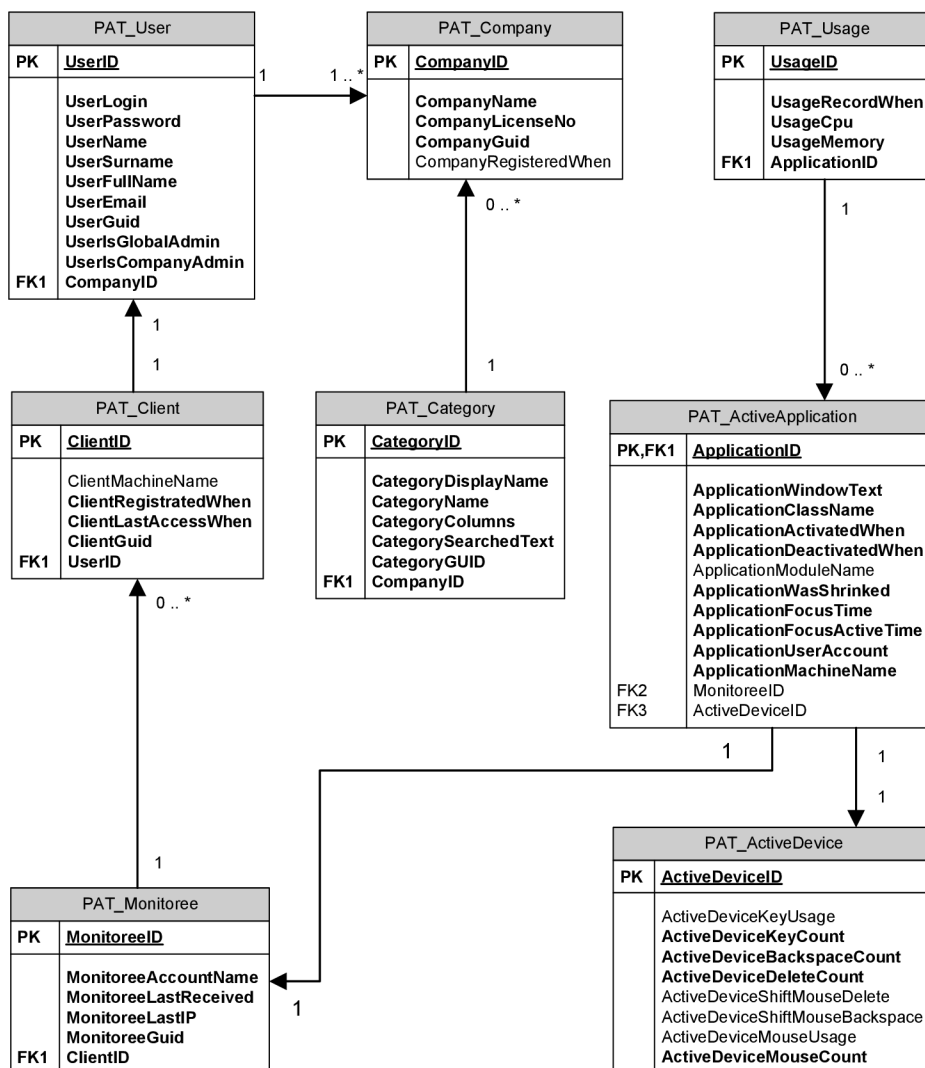 PAT_User
PK UserID
UserLogin
UserPassword
UserName
UserSurname
UserFullName
UserEmail
UserGuid
UserIsGlobalAdmin
UserIsCompanyAdmin
FK1 CompanyID
1
1 .. *
PAT_Company
PK CompanyID
CompanyName
CompanyLicenseNo
CompanyGuid
CompanyRegisteredWhen
0 .. *
1
PAT_Usage
PK UsageID
UsageRecordWhen
UsageCpu
UsageMemory
FK1 ApplicationID
1
0 .. *
1
1
PAT_Client
PK ClientID
ClientMachineName
ClientRegistratedWhen
ClientLastAccessWhen
ClientGuid
FK1 UserID
0 .. *
1
PAT_Category
PK CategoryID
CategoryDisplayName
CategoryName
CategoryColumns
CategorySearchedText
CategoryGUID
FK1 CompanyID
PAT_ActiveApplication
PK,FK1 ApplicationID
ApplicationWindowText
ApplicationClassName
ApplicationActivatedWhen
ApplicationDeactivatedWhen
ApplicationModuleName
ApplicationWasShrinked
ApplicationFocusTime
ApplicationFocusActiveTime
ApplicationUserAccount
ApplicationMachineName
FK2 MonitoreeID
FK3 ActiveDeviceID
1
1
1
1
PAT_Monitoree
PK MonitoreeID
MonitoreeAccountName
MonitoreeLastReceived
MonitoreeLastIP
MonitoreeGuid
FK1 ClientID
PAT_ActiveDevice
PK ActiveDeviceID
ActiveDeviceKeyUsage
ActiveDeviceKeyCount
ActiveDeviceBackspaceCount
ActiveDeviceDeleteCount
ActiveDeviceShiftMouseDelete
ActiveDeviceShiftMouseBackspace
ActiveDeviceMouseUsage
ActiveDeviceMouseCount